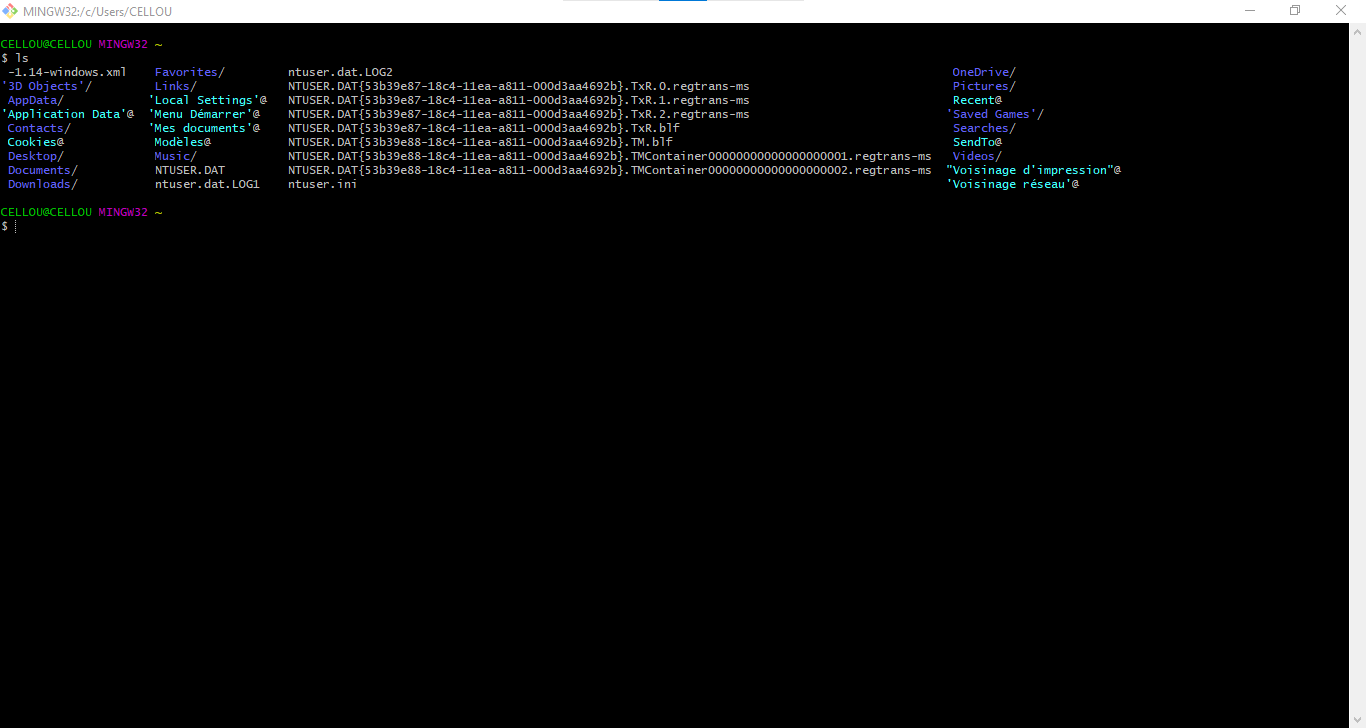 MINGW32:/c/Users/CELLOU
CELLOU@CELLOU MINGW32 ~
$ ls
-1.14-windows.xml Favorites/ ntuser.dat.LOG2 OneDrive/
'3D Objects'/ Links/ NTUSER.DAT{53b39e87-18c4-11ea-a811-000d3aa4692b}.TxR.0.regtrans-ms Pictures/
AppData/ 'Local Settings'@ NTUSER.DAT{53b39e87-18c4-11ea-a811-000d3aa4692b}.TxR.1.regtrans-ms Recent@
'Application Data'@ 'Menu Démarrer'@ NTUSER.DAT{53b39e87-18c4-11ea-a811-000d3aa4692b}.TxR.2.regtrans-ms 'Saved Games'/
Contacts/ 'Mes documents'@ NTUSER.DAT{53b39e87-18c4-11ea-a811-000d3aa4692b}.TxR.blf Searches/
Cookies@ Modèles@ NTUSER.DAT{53b39e88-18c4-11ea-a811-000d3aa4692b}.TM.blf SendTo@
Desktop/ Music/ NTUSER.DAT{53b39e88-18c4-11ea-a811-000d3aa4692b}.TMContainer00000000000000000001.regtrans-ms Videos/
Documents/ NTUSER.DAT NTUSER.DAT{53b39e88-18c4-11ea-a811-000d3aa4692b}.TMContainer00000000000000000002.regtrans-ms "Voisinage d'impression"@
Downloads/ ntuser.dat.LOG1 ntuser.ini 'Voisinage réseau'@
CELLOU@CELLOU MINGW32 ~
$